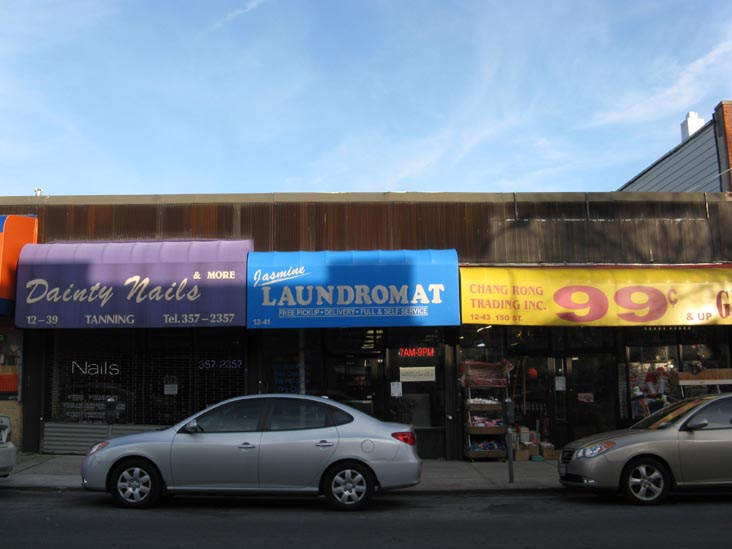 Dainty Nails
& MORE
12-39 TANNING Tel. 357-2357
Nails
357-2357
Jasmine
LAUNDROMAT
FREE PICKUP • DELIVERY • FULL & SELF SERVICE
12-41
7AM-9PM
CHANG RONG
TRADING INC.
12-43 150 ST.
99¢
& UP G